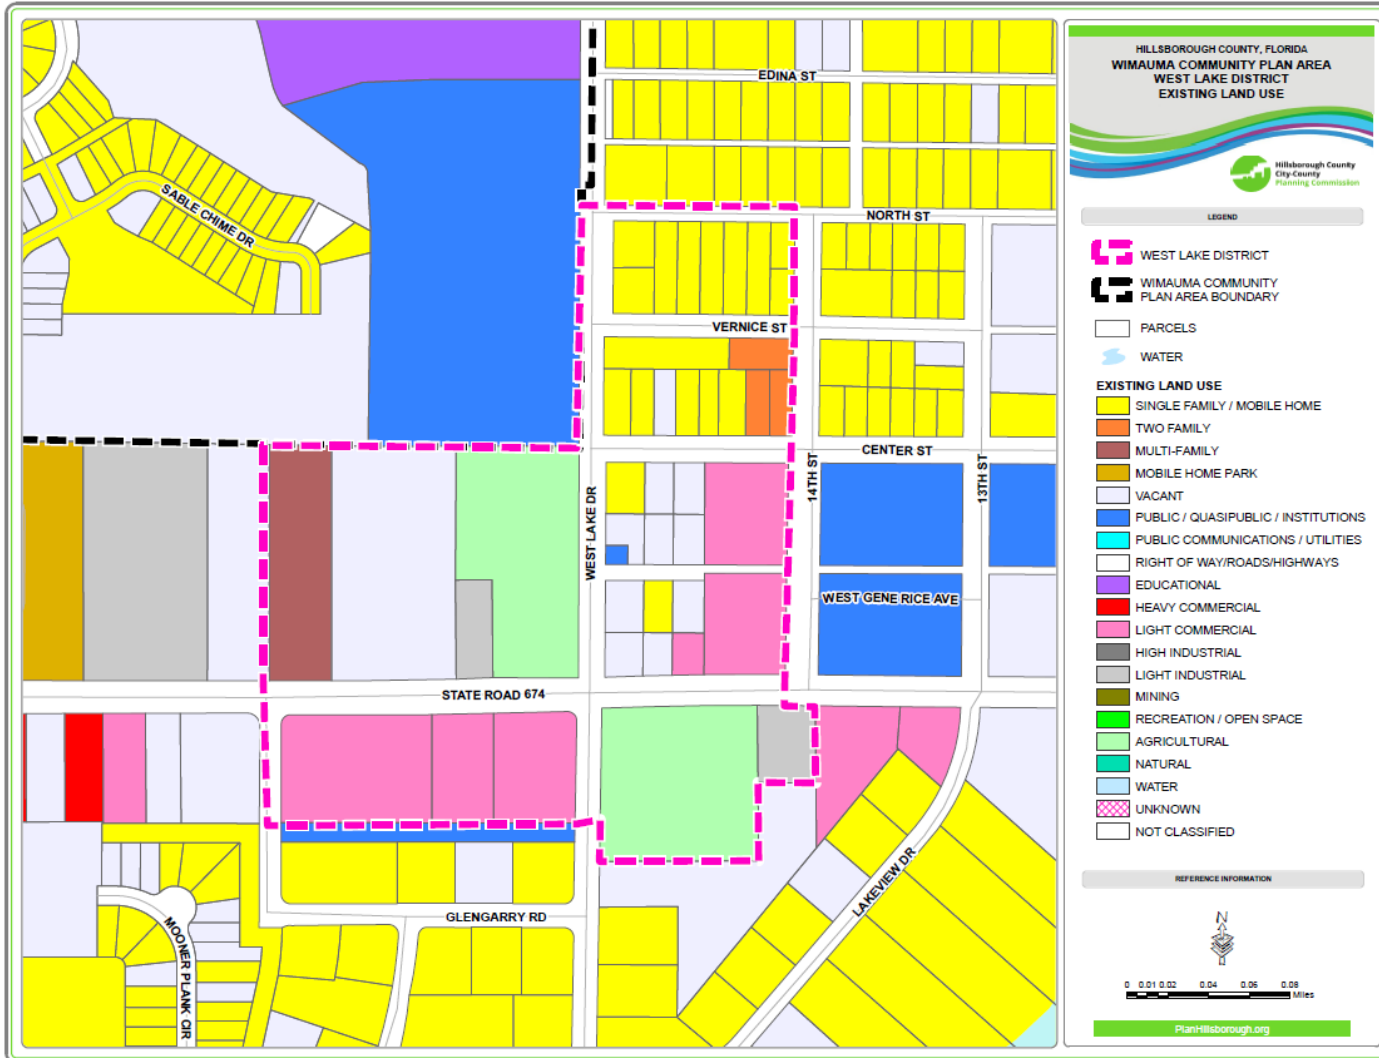 EDINA ST
SABLE CHIME DR
NORTH ST
VERNICE ST
CENTER ST
14TH ST
13TH ST
WEST LAKE DR
WEST GENE RICE AVE
STATE ROAD 674
LAKEVIEW DR
GLENGARRY RD
MOONER PLANK CIR
HILLSBOROUGH COUNTY, FLORIDA
WIMAUMA COMMUNITY PLAN AREA
WEST LAKE DISTRICT
EXISTING LAND USE
Hillsborough County
City-County
Planning Commission
LEGEND
WEST LAKE DISTRICT
WIMAUMA COMMUNITY
PLAN AREA BOUNDARY
PARCELS
WATER
EXISTING LAND USE
SINGLE FAMILY / MOBILE HOME
TWO FAMILY
MULTI-FAMILY
MOBILE HOME PARK
VACANT
PUBLIC / QUASIPUBLIC / INSTITUTIONS
PUBLIC COMMUNICATIONS / UTILITIES
RIGHT OF WAY/ROADS/HIGHWAYS
EDUCATIONAL
HEAVY COMMERCIAL
LIGHT COMMERCIAL
HIGH INDUSTRIAL
LIGHT INDUSTRIAL
MINING
RECREATION / OPEN SPACE
AGRICULTURAL
NATURAL
WATER
UNKNOWN
NOT CLASSIFIED
REFERENCE INFORMATION
N
0 0.01 0.02 0.04 0.06 0.08
Miles
PlanHillsborough.org